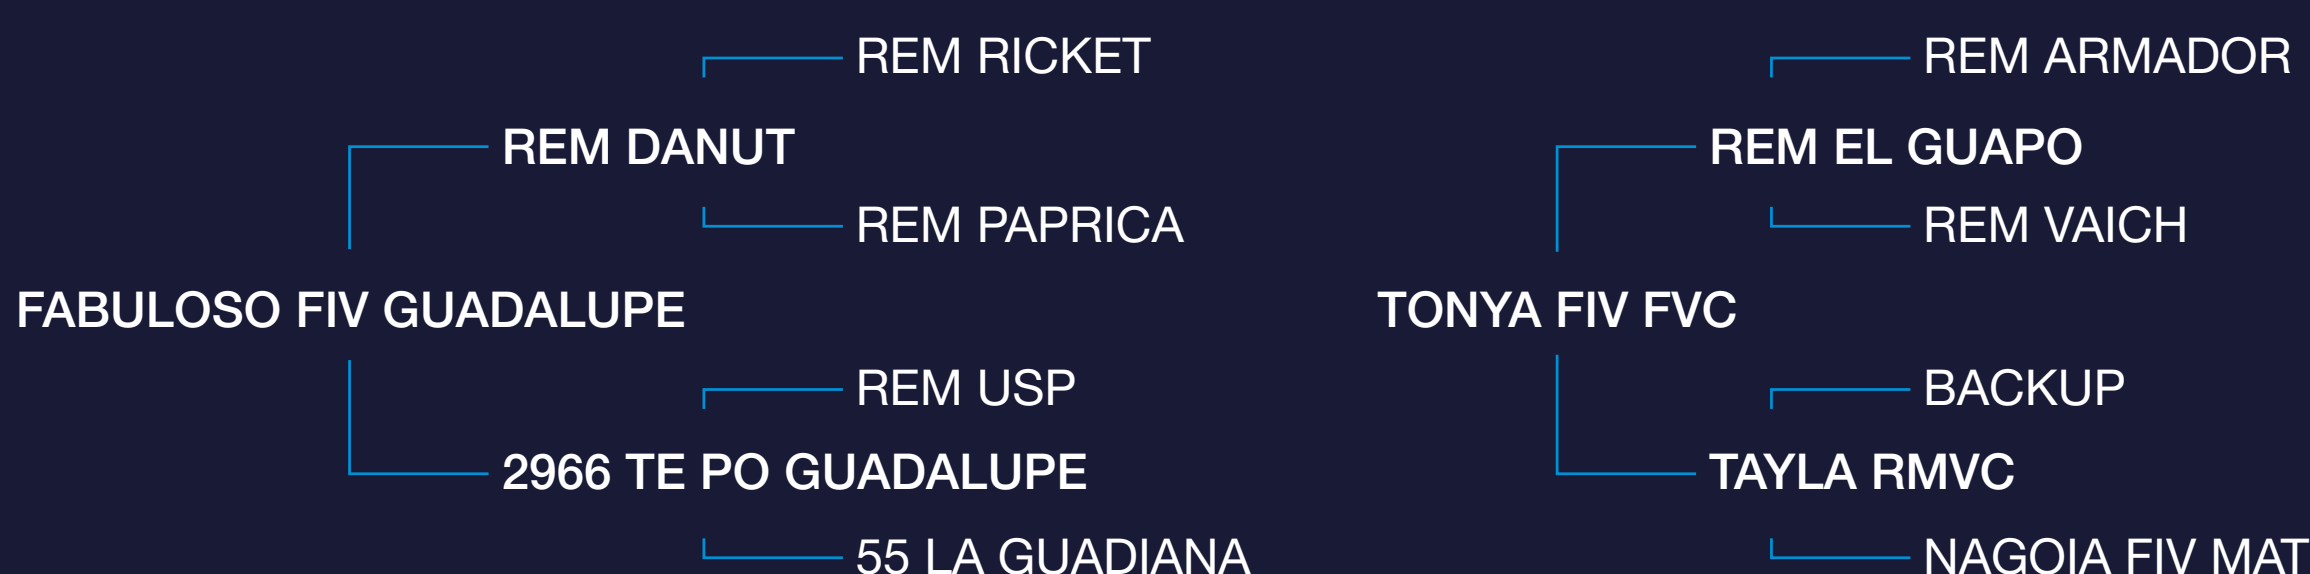 REM RICKET
REM DANUT
REM PAPRICA
FABULOSO FIV GUADALUPE
REM USP
2966 TE PO GUADALUPE
55 LA GUADIANA
REM ARMADOR
REM EL GUAPO
REM VAICH
TONYA FIV FVC
BACKUP
TAYLA RMVC
NAGOIA FIV MAT